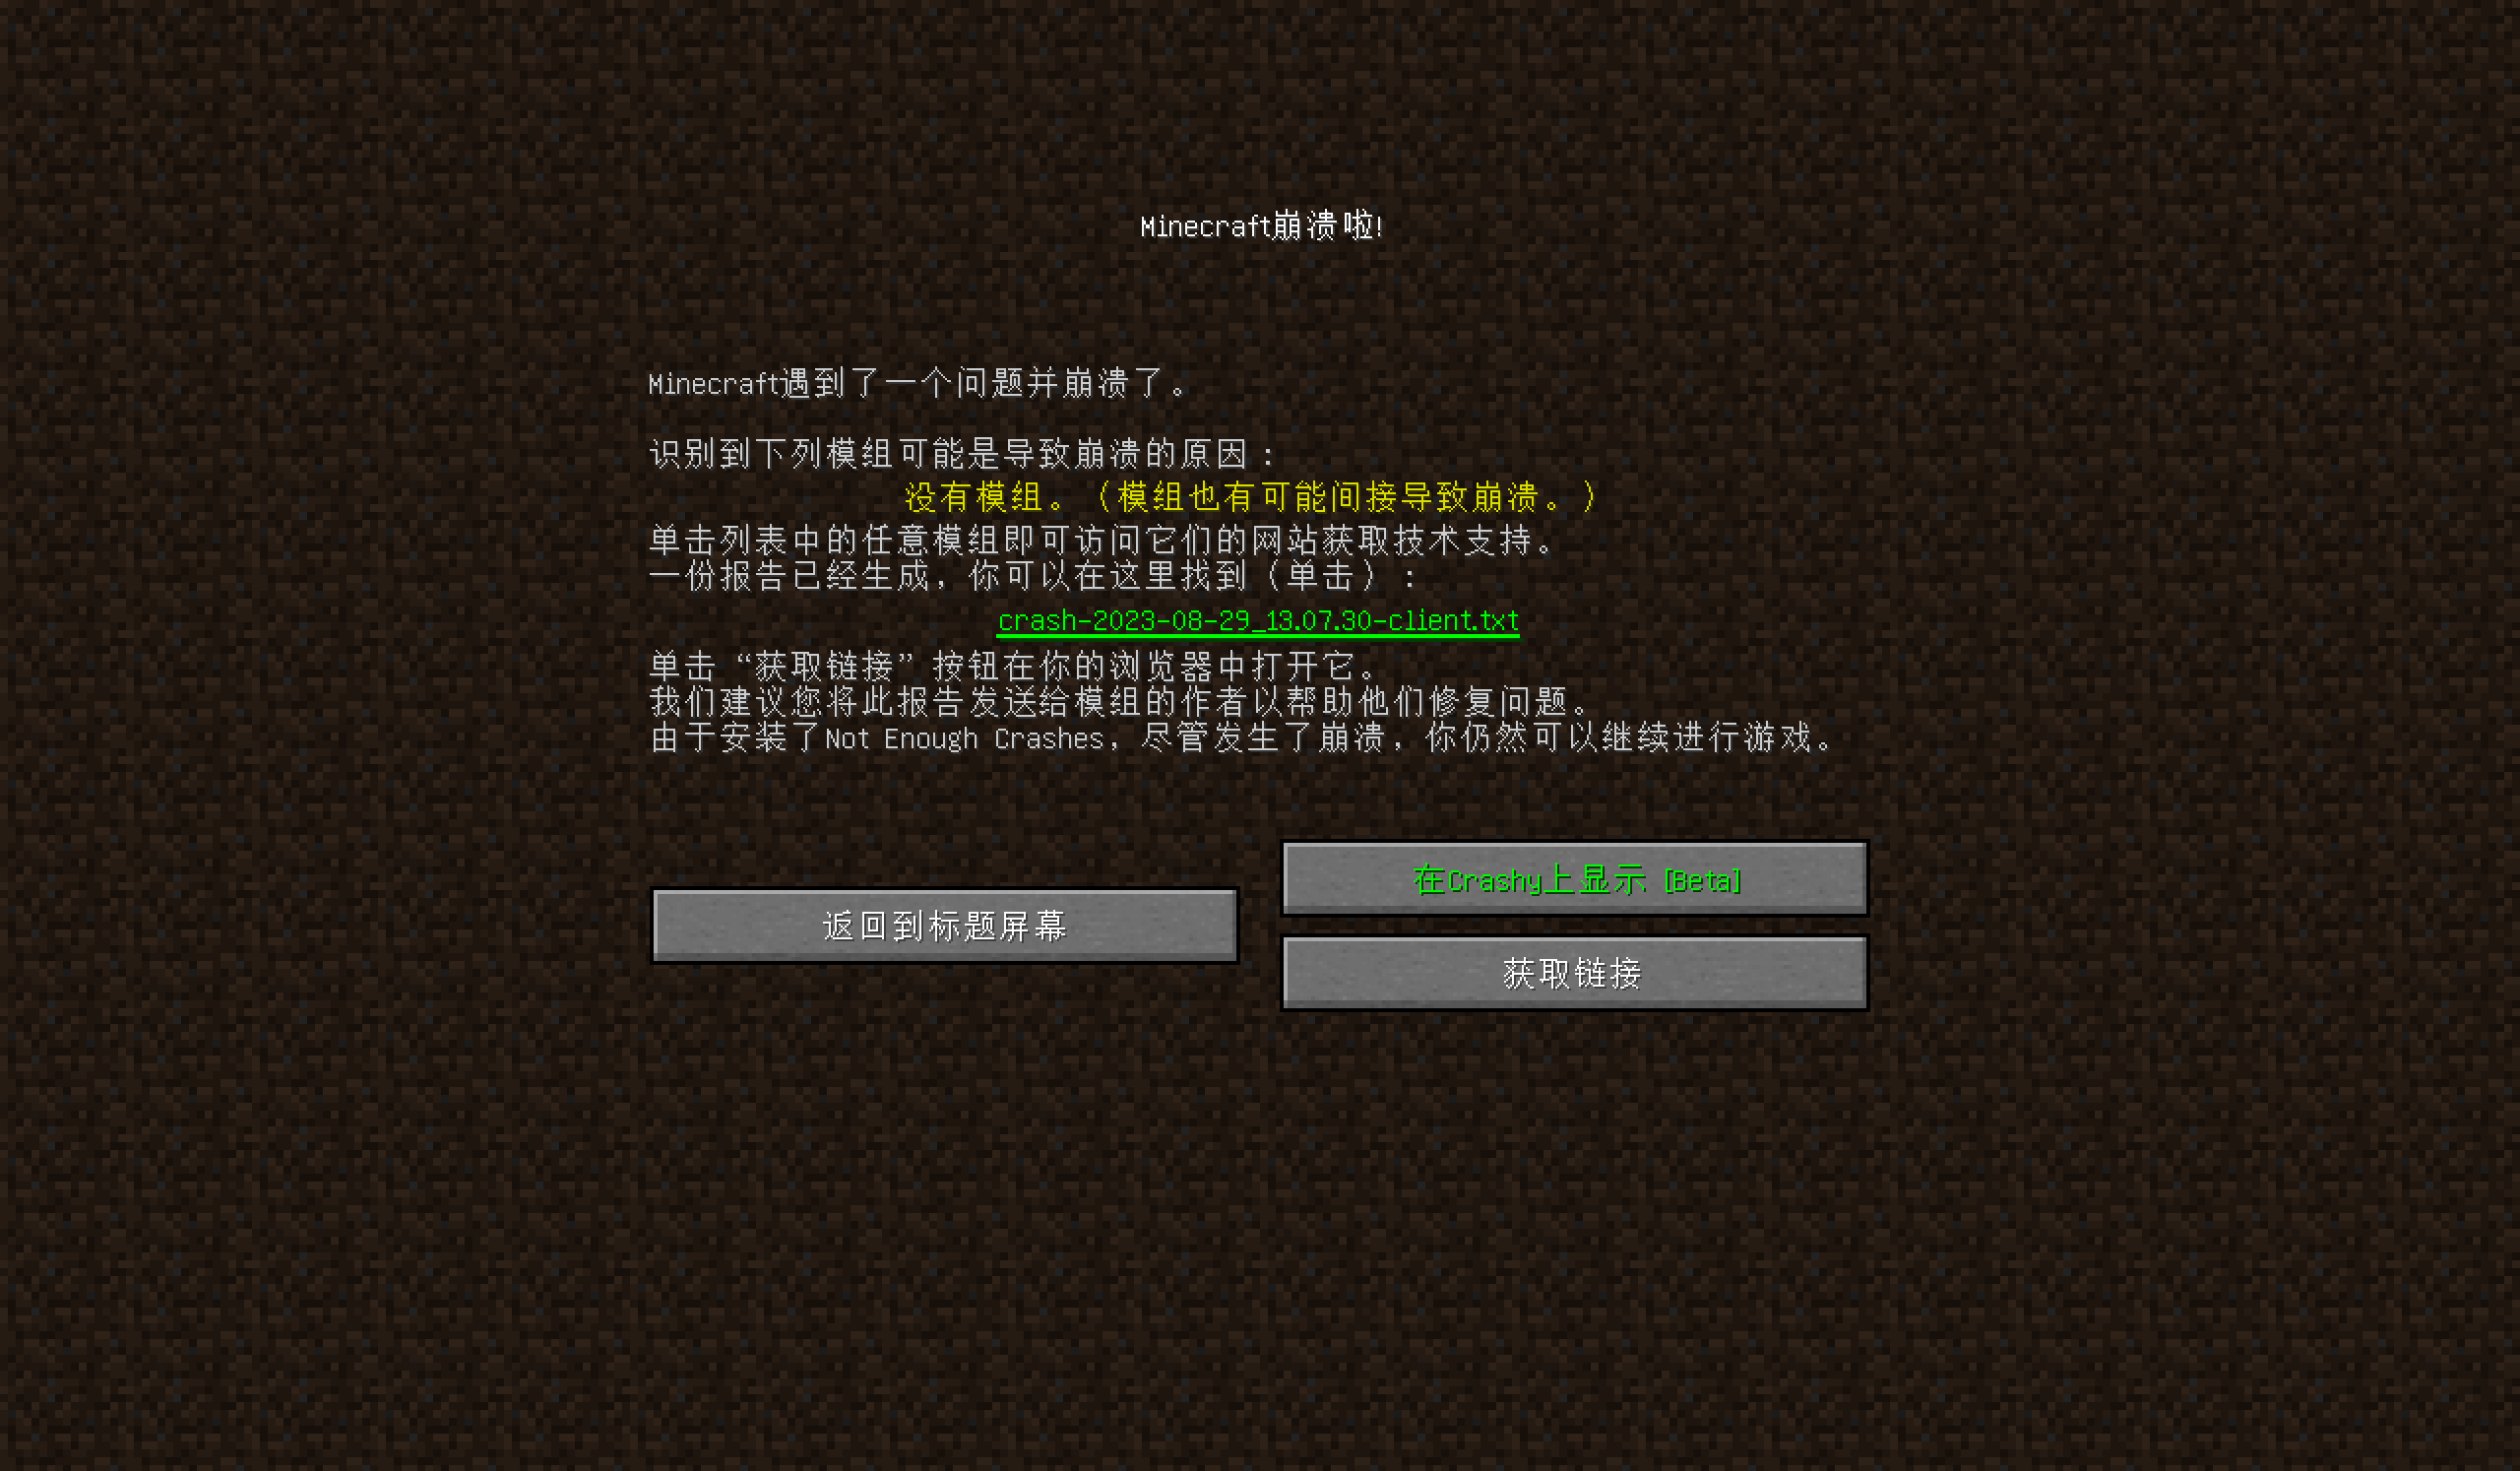 Minecraft崩溃啦!
Minecraft遇到了一个问题并崩溃了。
识别到下列模组可能是导致崩溃的原因：
没有模组。（模组也有可能间接导致崩溃。）
单击列表中的任意模组即可访问它们的网站获取技术支持。
一份报告已经生成，你可以在这里找到（单击）：
crash-2023-08-29_13.07.30-client.txt
单击“获取链接”按钮在你的浏览器中打开它。
我们建议您将此报告发送给模组的作者以帮助他们修复问题。
由于安装了Not Enough Crashes，尽管发生了崩溃，你仍然可以继续进行游戏。
在Crashy上显示 [Beta]
返回到标题屏幕
获取链接